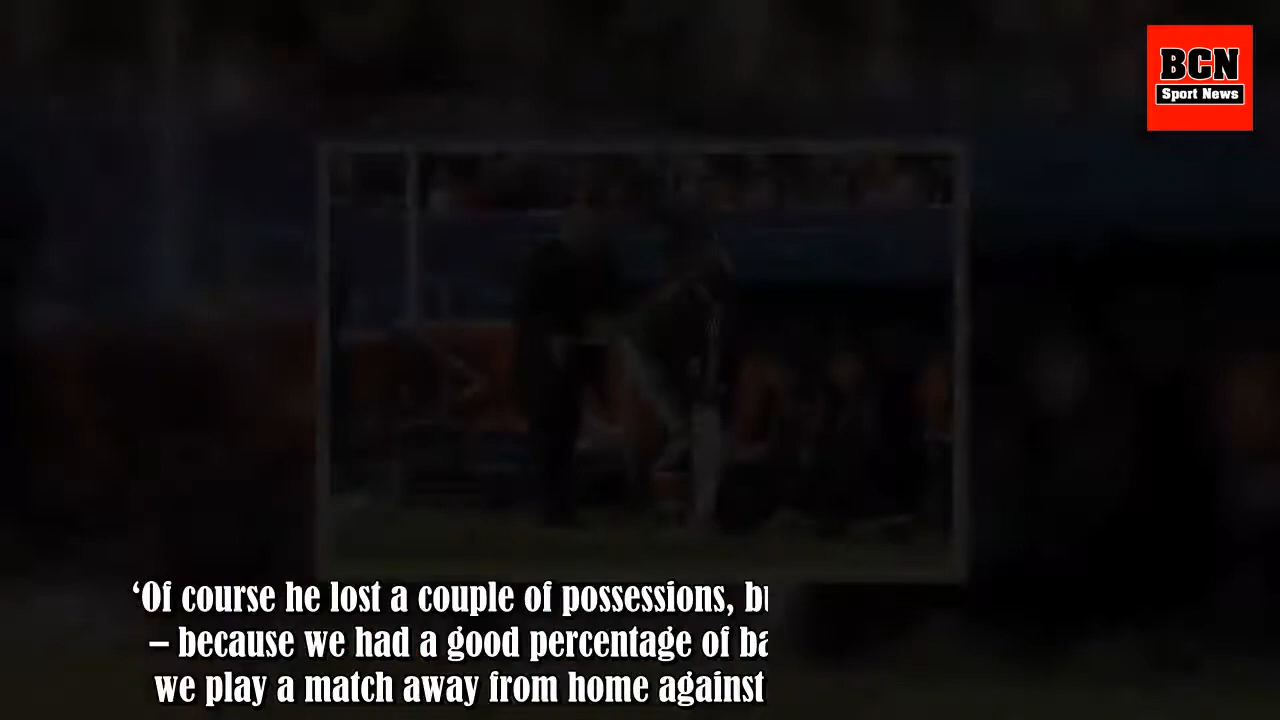 BCN
Sport News
‘Of course he lost a couple of possessions,
– because we had a good percentage of
we play a match away from home against